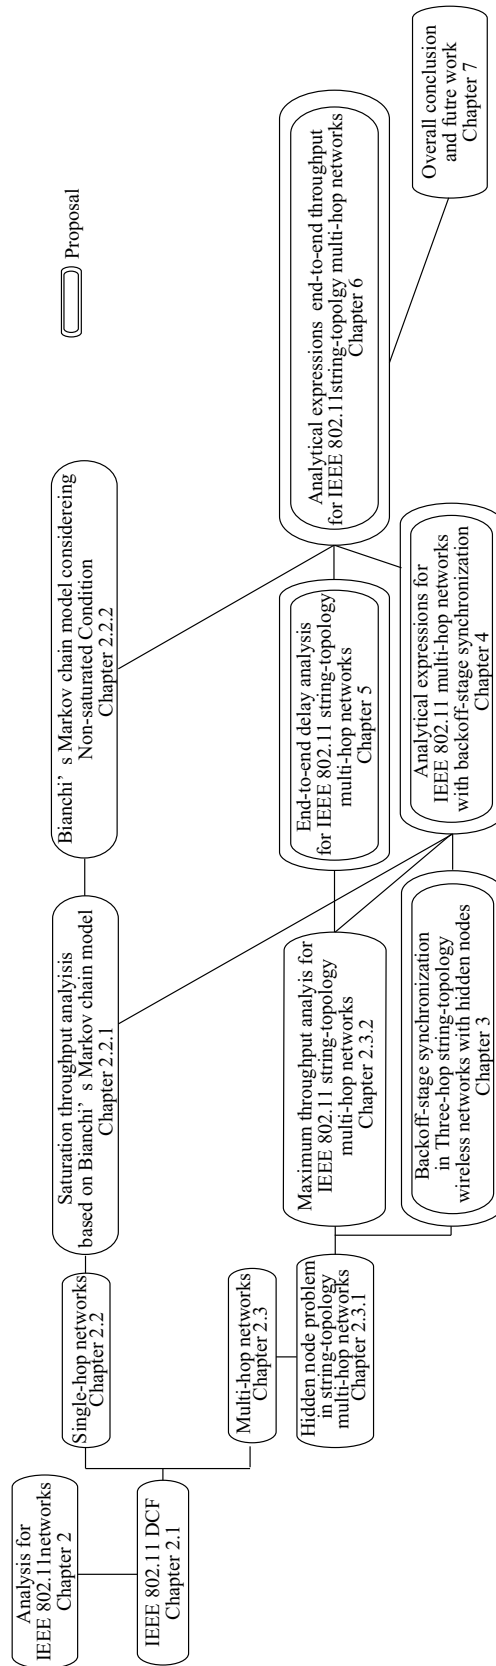 Analysis for
IEEE 802.11networks
Chapter 2
IEEE 802.11 DCF
Chapter 2.1
Single-hop networks
Chapter 2.2
Multi-hop networks
Chapter 2.3
Hidden node problem
in string-topology
multi-hop networks
Chapter 2.3.1
Saturation throughput analyisis
based on Bianchi’s Markov chain model
Chapter 2.2.1
Maximum throughput analyis for
IEEE 802.11 string-topology
multi-hop networks
Chapter 2.3.2
Backoff-stage synchronization
in Three-hop string-topology
wireless networks with hidden nodes
Chapter 3
Bianchi’s Markov chain model considereing
Non-saturated Condition
Chapter 2.2.2
End-to-end delay analysis
for IEEE 802.11 string-topology
multi-hop networks
Chapter 5
Analytical expressions for
IEEE 802.11 multi-hop networks
with backoff-stage synchronization
Chapter 4
Proposal
Analytical expressions end-to-end throughput
for IEEE 802.11string-topolgy multi-hop networks
Chapter 6
Overall conclusion
and futre work
Chapter 7